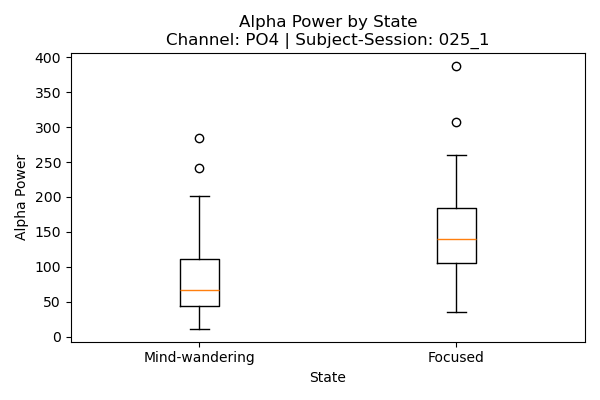 Alpha Power by State
Channel: PO4 | Subject-Session: 025_1
400
350
300
250
200
150
100
50
0
Alpha Power
Mind-wandering
Focused
State